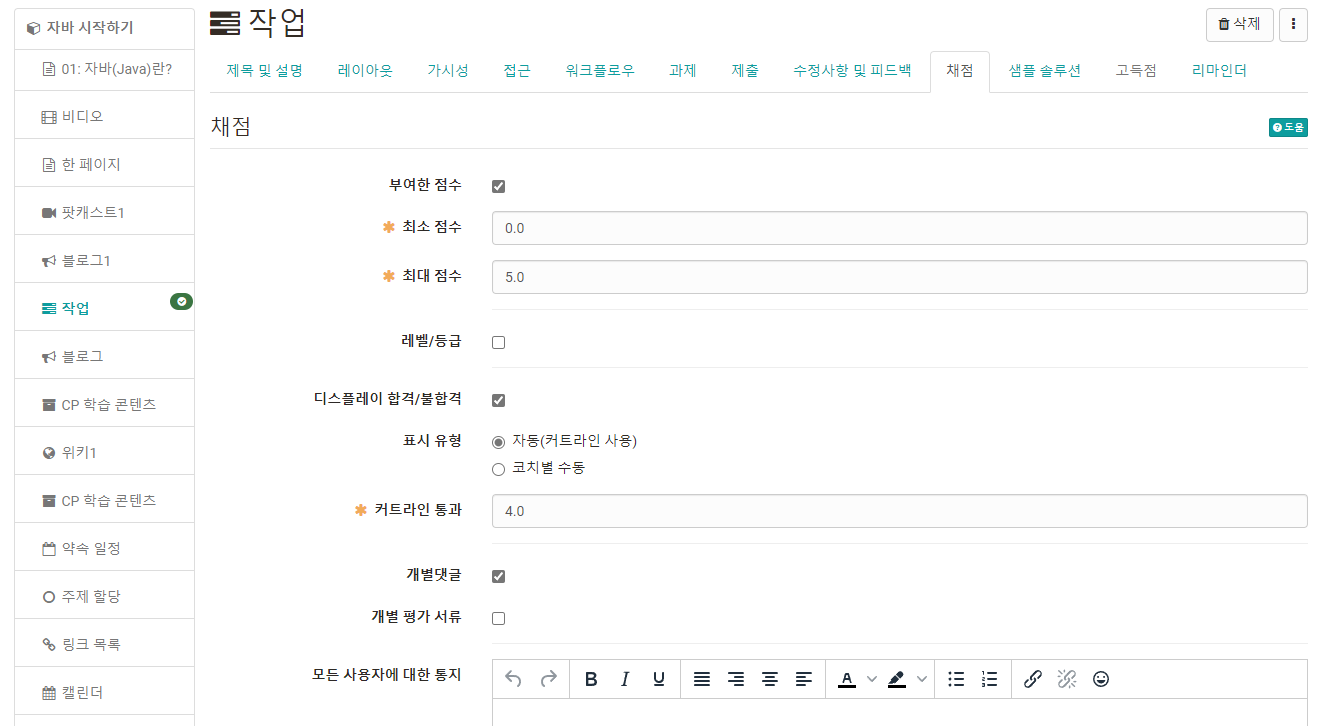 자바 시작하기
01: 자바(Java)란?
비디오
한 페이지
팟캐스트1
블로그1
작업
블로그
CP 학습 콘텐츠
위키1
CP 학습 콘텐츠
약속 일정
주제 할당
링크 목록
캘린더
작업
삭제
제목 및 설명 레이아웃 가시성 접근 워크플로우 과제 제출 수정사항 및 피드백 채점 샘플 솔루션 고득점 리마인더
채점
도움
부여한 점수
최소 점수 0.0
최대 점수 5.0
레벨/등급
디스플레이 합격/불합격
표시 유형 자동(커트라인 사용)
코치별 수동
커트라인 통과 4.0
개별댓글
개별 평가 서류
모든 사용자에 대한 통지